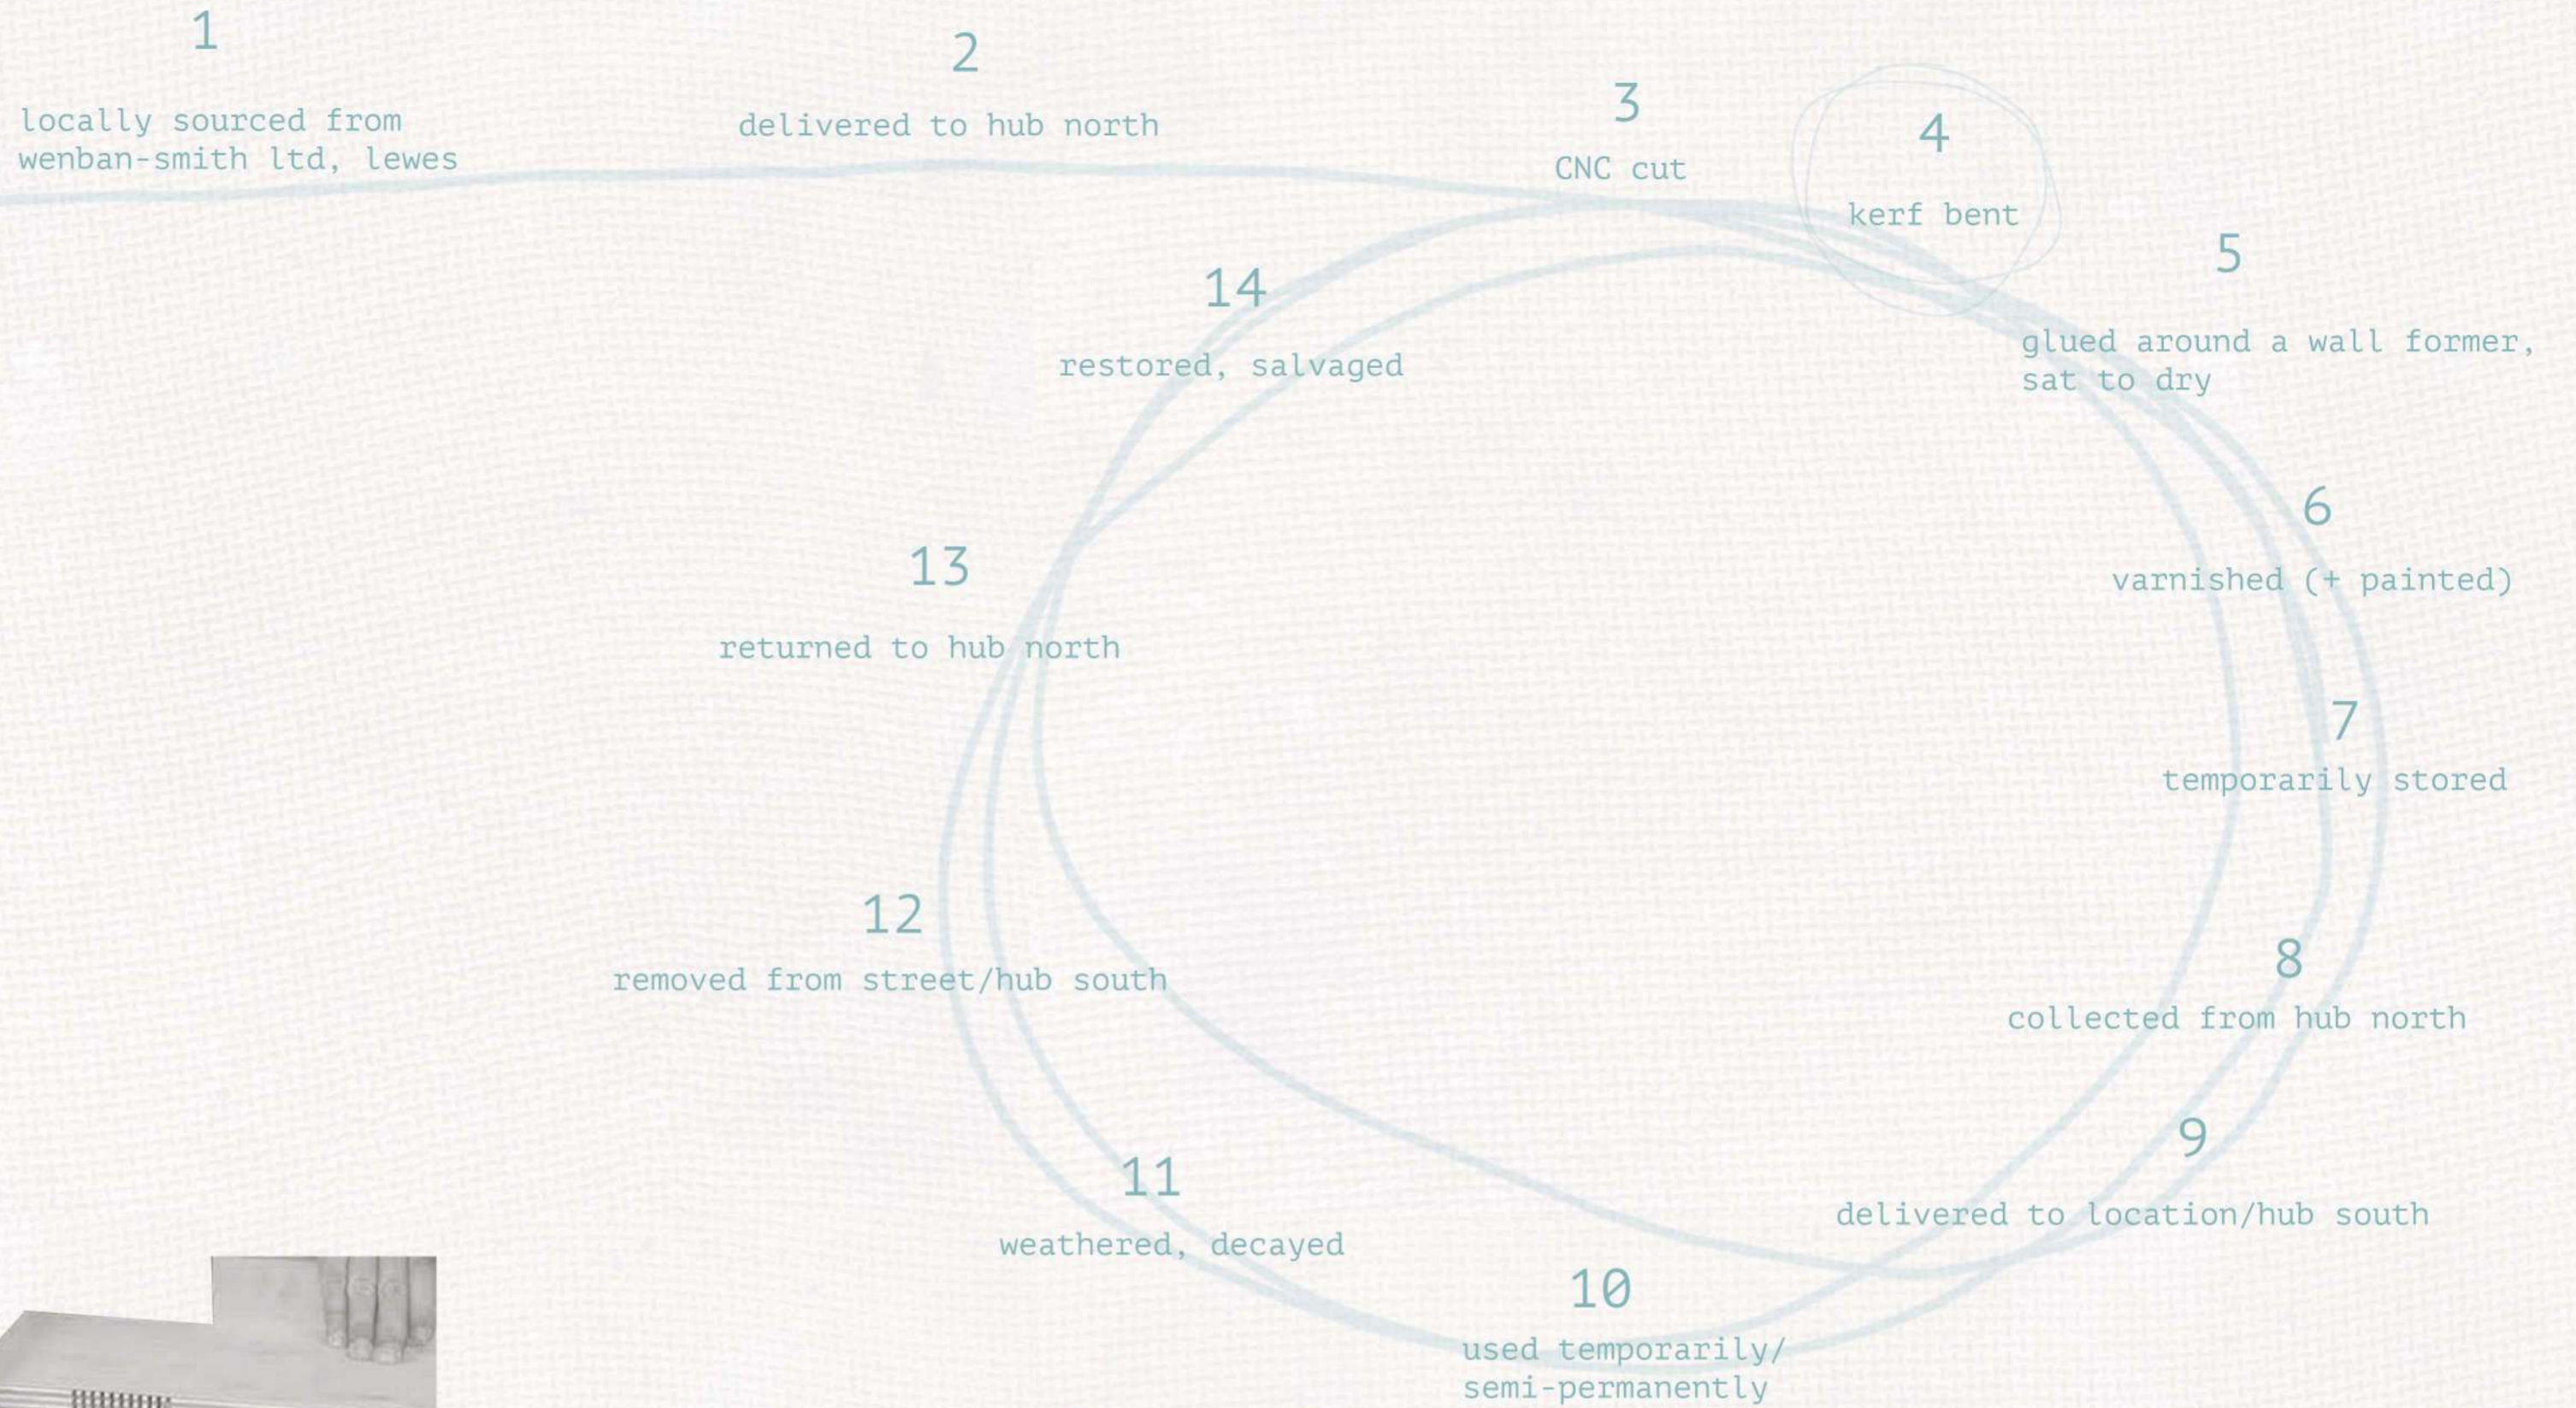 1
locally sourced from
wenban-smith ltd, lewes
2
delivered to hub north
3
CNC cut
4
kerf bent
5
glued around a wall former,
sat to dry
6
varnished (+ painted)
7
temporarily stored
8
collected from hub north
9
delivered to location/hub south
10
used temporarily/
semi-permanently
11
weathered, decayed
12
removed from street/hub south
13
returned to hub north
14
restored, salvaged